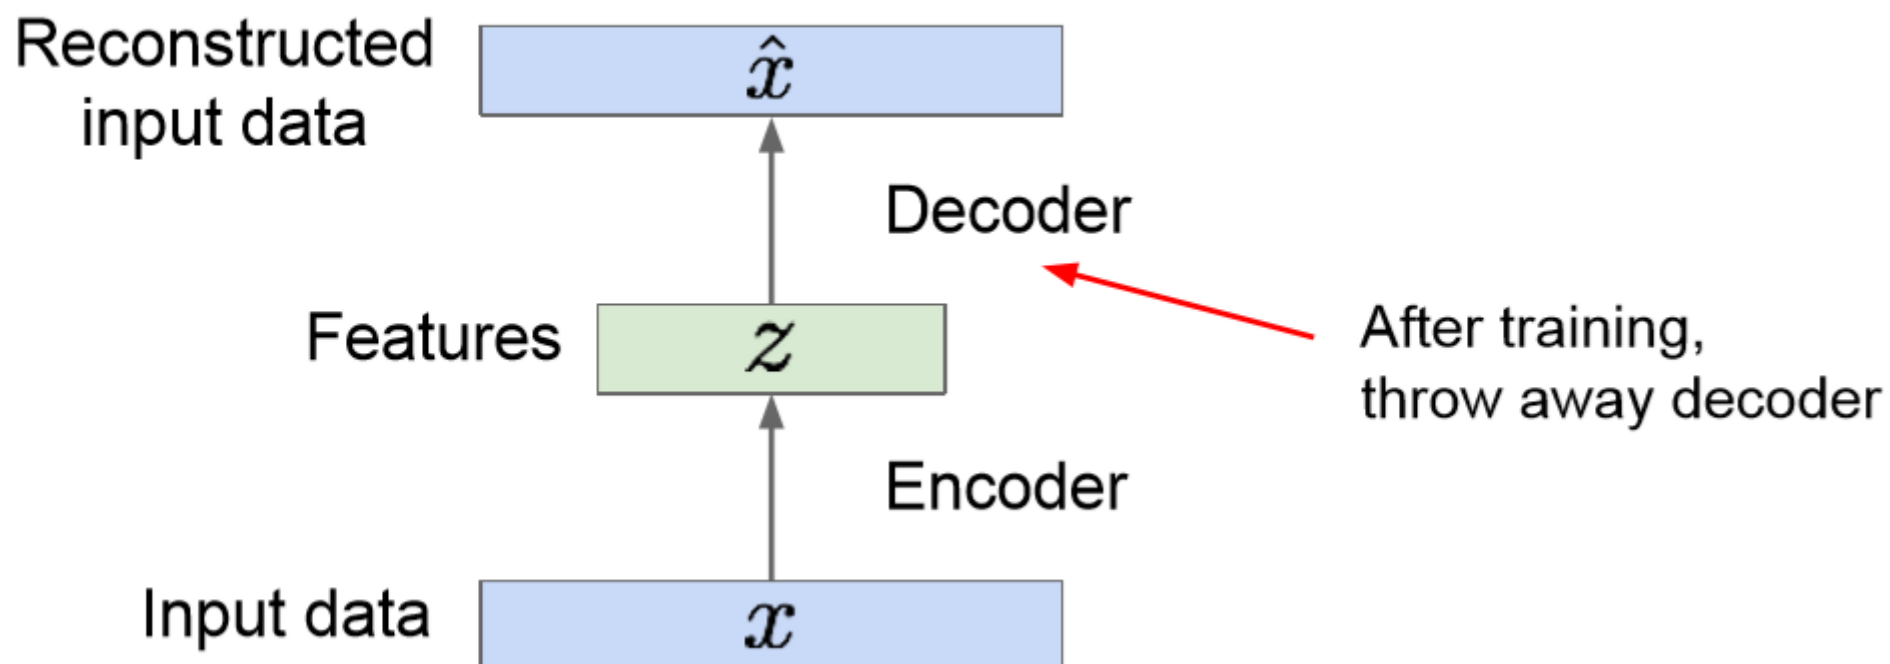 Reconstructed
input data
x̂
Decoder
Features
z
After training,
throw away decoder
Encoder
Input data
x